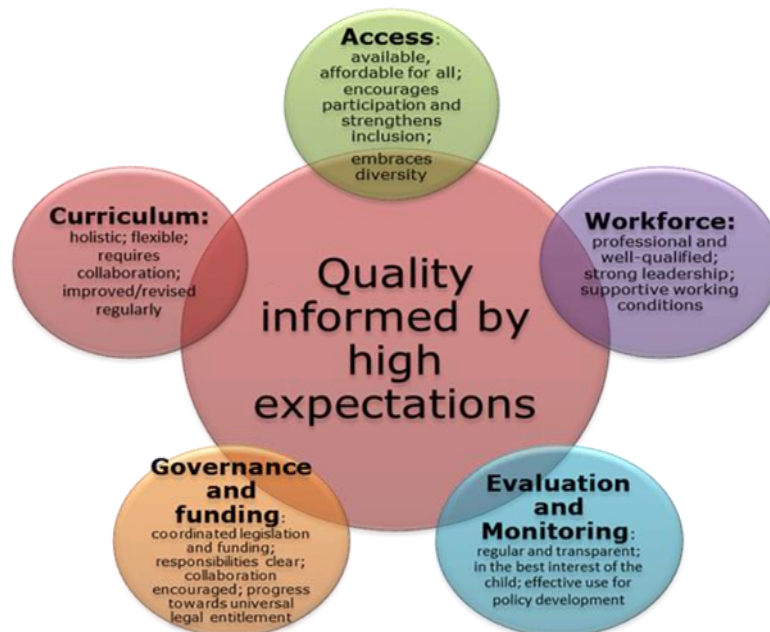 Access:
available,
affordable for all;
encourages
participation and
strengthens
inclusion;
embraces
diversity
Curriculum:
holistic; flexible;
requires
collaboration;
improved/revised
regularly
Workforce:
professional and
well-qualified;
strong leadership;
supportive working
conditions
Quality
informed by
high
expectations
Governance
and
funding:
coordinated legislation
and funding;
responsibilities clear;
collaboration
encouraged; progress
towards universal
legal entitlement
Evaluation
and
Monitoring:
regular and transparent;
in the best interest of the
child; effective use for
policy development